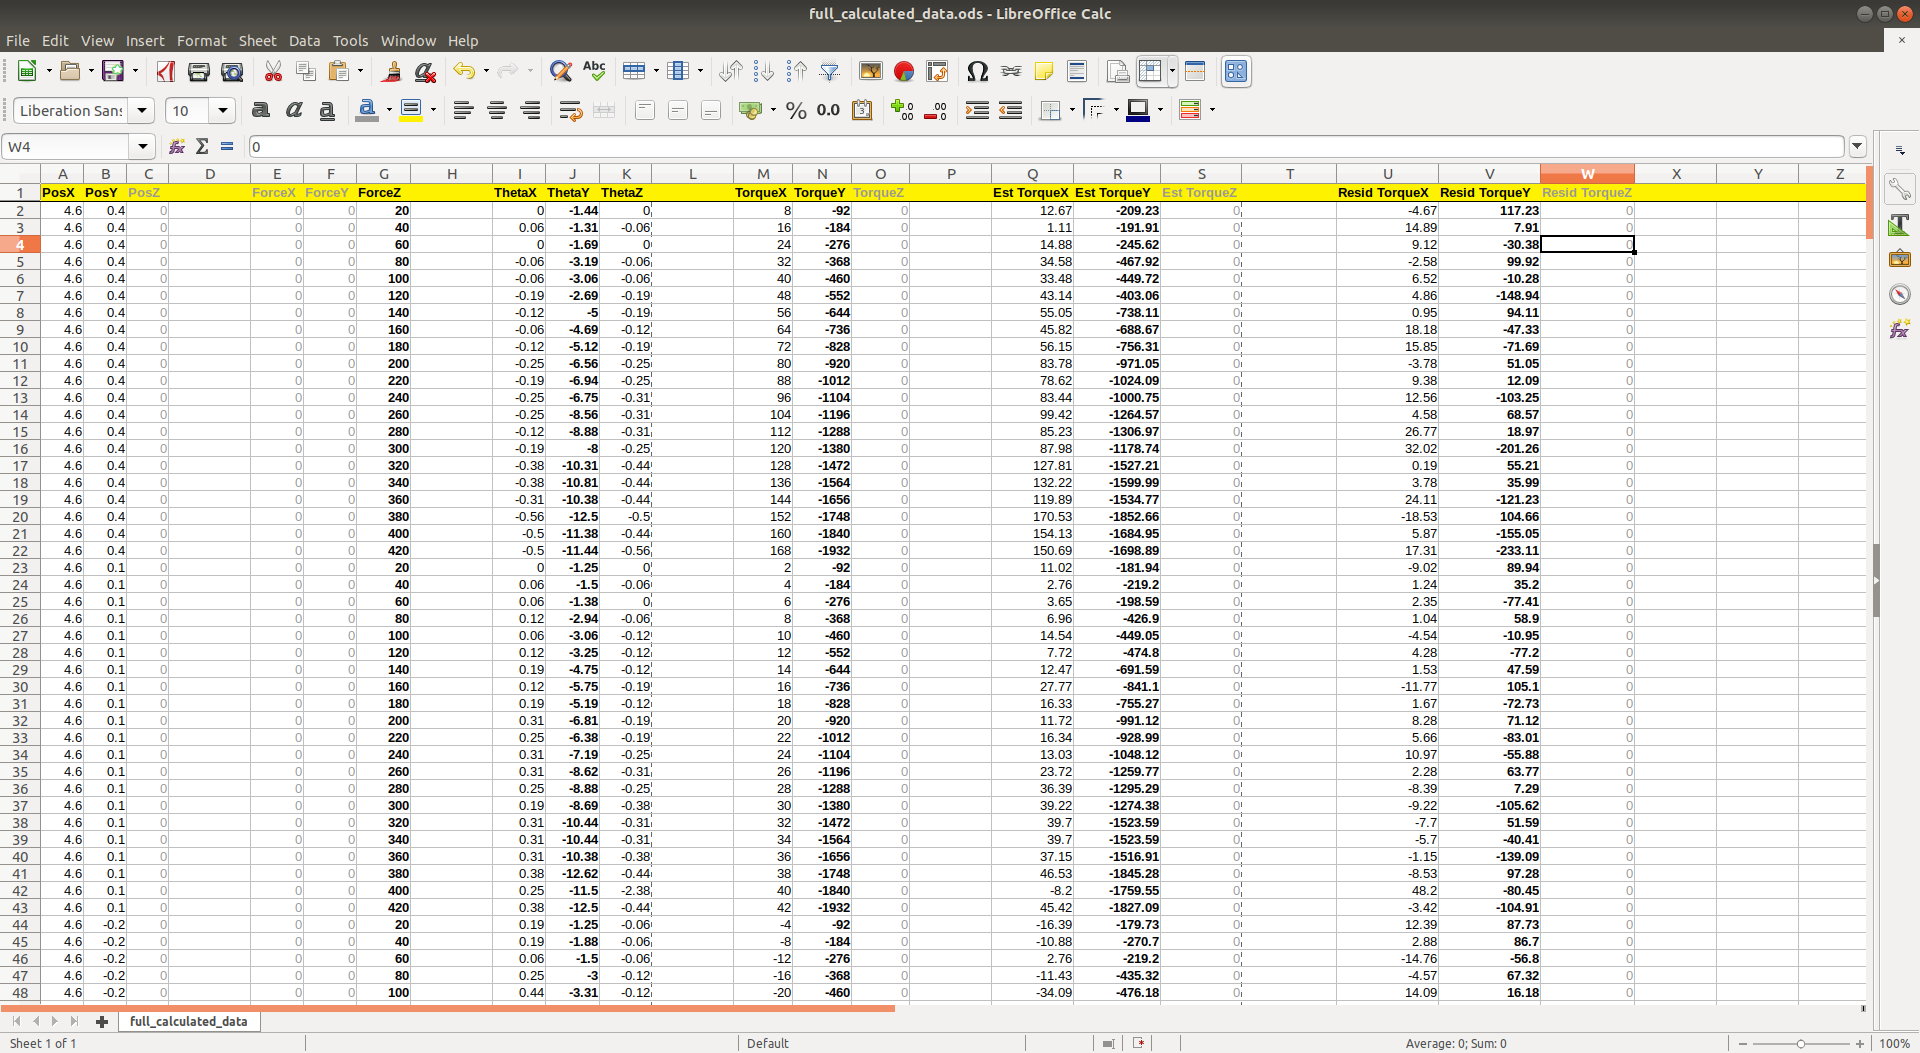 full_calculated_data.ods - LibreOffice Calc
File Edit View Insert Format Sheet Data Tools Window Help
Liberation Sans 10
W4 0
A B C D E F G H I J K L M N O P Q R S T U V W X Y Z
1 PosX PosY PosZ ForceX ForceY ForceZ ThetaX ThetaY ThetaZ TorqueX TorqueY TorqueZ Est TorqueX Est TorqueY Est TorqueZ Resid TorqueX Resid TorqueY Resid TorqueZ
2 4.6 0.4 0 0 0 20 0 -1.44 0 8 -92 0 12.67 -209.23 0 -4.67 117.23 0
3 4.6 0.4 0 0 0 40 0.06 -1.31 -0.06 16 -184 0 1.11 -191.91 0 14.89 7.91 0
4 4.6 0.4 0 0 0 60 0 -1.69 0 24 -276 0 14.88 -245.62 0 9.12 -30.38 0
5 4.6 0.4 0 0 0 80 -0.06 -3.19 -0.06 32 -368 0 34.58 -467.92 0 -2.58 99.92 0
6 4.6 0.4 0 0 0 100 -0.06 -3.06 -0.06 40 -460 0 33.48 -449.72 0 6.52 -10.28 0
7 4.6 0.4 0 0 0 120 -0.19 -2.69 -0.19 48 -552 0 43.14 -403.06 0 4.86 -148.94 0
8 4.6 0.4 0 0 0 140 -0.12 -5 -0.19 56 -644 0 55.05 -738.11 0 0.95 94.11 0
9 4.6 0.4 0 0 0 160 -0.06 -4.69 -0.12 64 -736 0 45.82 -688.67 0 18.18 -47.33 0
10 4.6 0.4 0 0 0 180 -0.12 -5.12 -0.19 72 -828 0 56.15 -756.31 0 15.85 -71.69 0
11 4.6 0.4 0 0 0 200 -0.25 -6.56 -0.25 80 -920 0 83.78 -971.05 0 -3.78 51.05 0
12 4.6 0.4 0 0 0 220 -0.19 -6.94 -0.25 88 -1012 0 78.62 -1024.09 0 9.38 12.09 0
13 4.6 0.4 0 0 0 240 -0.25 -6.75 -0.31 96 -1104 0 83.44 -1000.75 0 12.56 -103.25 0
14 4.6 0.4 0 0 0 260 -0.25 -8.56 -0.31 104 -1196 0 99.42 -1264.57 0 4.58 68.57 0
15 4.6 0.4 0 0 0 280 -0.12 -8.88 -0.31 112 -1288 0 85.23 -1306.97 0 26.77 18.97 0
16 4.6 0.4 0 0 0 300 -0.19 -8 -0.25 120 -1380 0 87.98 -1178.74 0 32.02 -201.26 0
17 4.6 0.4 0 0 0 320 -0.38 -10.31 -0.44 128 -1472 0 127.81 -1527.21 0 0.19 55.21 0
18 4.6 0.4 0 0 0 340 -0.38 -10.81 -0.44 136 -1564 0 132.22 -1599.99 0 3.78 35.99 0
19 4.6 0.4 0 0 0 360 -0.31 -10.38 -0.44 144 -1656 0 119.89 -1534.77 0 24.11 -121.23 0
20 4.6 0.4 0 0 0 380 -0.56 -12.5 -0.5 152 -1748 0 170.53 -1852.66 0 -18.53 104.66 0
21 4.6 0.4 0 0 0 400 -0.5 -11.38 -0.44 160 -1840 0 154.13 -1684.95 0 5.87 -155.05 0
22 4.6 0.4 0 0 0 420 -0.5 -11.44 -0.56 168 -1932 0 150.69 -1698.89 0 17.31 -233.11 0
23 4.6 0.1 0 0 0 20 0 -1.25 0 2 -92 0 11.02 -181.94 0 -9.02 89.94 0
24 4.6 0.1 0 0 0 40 0.06 -1.5 -0.06 4 -184 0 2.76 -219.2 0 1.24 35.2 0
25 4.6 0.1 0 0 0 60 0.06 -1.38 0 6 -276 0 3.65 -198.59 0 2.35 -77.41 0
26 4.6 0.1 0 0 0 80 0.12 -2.94 -0.06 8 -368 0 6.96 -426.9 0 1.04 58.9 0
27 4.6 0.1 0 0 0 100 0.06 -3.06 -0.12 10 -460 0 14.54 -449.05 0 -4.54 -10.95 0
28 4.6 0.1 0 0 0 120 0.12 -3.25 -0.12 12 -552 0 7.72 -474.8 0 4.28 -77.2 0
29 4.6 0.1 0 0 0 140 0.19 -4.75 -0.12 14 -644 0 12.47 -691.59 0 1.53 47.59 0
30 4.6 0.1 0 0 0 160 0.12 -5.75 -0.19 16 -736 0 27.77 -841.1 0 -11.77 105.1 0
31 4.6 0.1 0 0 0 180 0.19 -5.19 -0.12 18 -828 0 16.33 -755.27 0 1.67 -72.73 0
32 4.6 0.1 0 0 0 200 0.31 -6.81 -0.19 20 -920 0 11.72 -991.12 0 8.28 71.12 0
33 4.6 0.1 0 0 0 220 0.25 -6.38 -0.19 22 -1012 0 16.34 -928.99 0 5.66 -83.01 0
34 4.6 0.1 0 0 0 240 0.31 -7.19 -0.25 24 -1104 0 13.03 -1048.12 0 10.97 -55.88 0
35 4.6 0.1 0 0 0 260 0.31 -8.62 -0.31 26 -1196 0 23.72 -1259.77 0 2.28 63.77 0
36 4.6 0.1 0 0 0 280 0.25 -8.88 -0.25 28 -1288 0 36.39 -1295.29 0 -8.39 7.29 0
37 4.6 0.1 0 0 0 300 0.19 -8.69 -0.38 30 -1380 0 39.22 -1274.38 0 -9.22 -105.62 0
38 4.6 0.1 0 0 0 320 0.31 -10.44 -0.31 32 -1472 0 39.7 -1523.59 0 -7.7 51.59 0
39 4.6 0.1 0 0 0 340 0.31 -10.44 -0.31 34 -1564 0 39.7 -1523.59 0 -5.7 -40.41 0
40 4.6 0.1 0 0 0 360 0.31 -10.38 -0.38 36 -1656 0 37.15 -1516.91 0 -1.15 -139.09 0
41 4.6 0.1 0 0 0 380 0.38 -12.62 -0.44 38 -1748 0 46.53 -1845.28 0 -8.53 97.28 0
42 4.6 0.1 0 0 0 400 0.25 -11.5 -2.38 40 -1840 0 -8.2 -1759.55 0 48.2 -80.45 0
43 4.6 0.1 0 0 0 420 0.38 -12.5 -0.44 42 -1932 0 45.42 -1827.09 0 -3.42 -104.91 0
44 4.6 -0.2 0 0 0 20 0.19 -1.25 -0.06 -4 -92 0 -16.39 -179.73 0 12.39 87.73 0
45 4.6 -0.2 0 0 0 40 0.19 -1.88 -0.06 -8 -184 0 -10.88 -270.7 0 2.88 86.7 0
46 4.6 -0.2 0 0 0 60 0.06 -1.5 -0.06 -12 -276 0 2.76 -219.2 0 -14.76 -56.8 0
47 4.6 -0.2 0 0 0 80 0.25 -3 -0.12 -16 -368 0 -11.43 -435.32 0 -4.57 67.32 0
48 4.6 -0.2 0 0 0 100 0.44 -3.31 -0.12 -20 -460 0 -34.09 -476.18 0 14.09 16.18 0
full_calculated_data
Sheet 1 of 1 Default Average: 0; Sum: 0 100%